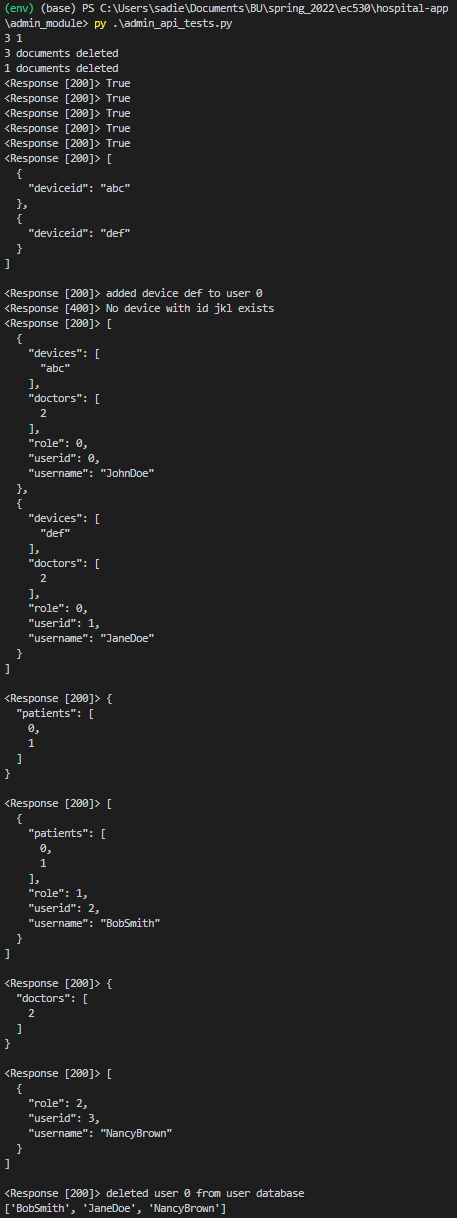 (env) (base) PS C:\Users\sadie\Documents\BU\spring_2022\ec530\hospital-app
\admin_module> py .\admin_api_tests.py
3 1
3 documents deleted
1 documents deleted
<Response [200]> True
<Response [200]> True
<Response [200]> True
<Response [200]> True
<Response [200]> True
<Response [200]> [
  {
    "deviceid": "abc"
  },
  {
    "deviceid": "def"
  }
]

<Response [200]> added device def to user 0
<Response [400]> No device with id jkl exists
<Response [200]> [
  {
    "devices": [
      "abc"
    ],
    "doctors": [
      2
    ],
    "role": 0,
    "userid": 0,
    "username": "JohnDoe"
  },
  {
    "devices": [
      "def"
    ],
    "doctors": [
      2
    ],
    "role": 0,
    "userid": 1,
    "username": "JaneDoe"
  }
]

<Response [200]> {
  "patients": [
    0,
    1
  ]
}

<Response [200]> [
  {
    "patients": [
      0,
      1
    ],
    "role": 1,
    "userid": 2,
    "username": "BobSmith"
  }
]

<Response [200]> {
  "doctors": [
    2
  ]
}

<Response [200]> [
  {
    "role": 2,
    "userid": 3,
    "username": "NancyBrown"
  }
]

<Response [200]> deleted user 0 from user database
['BobSmith', 'JaneDoe', 'NancyBrown']